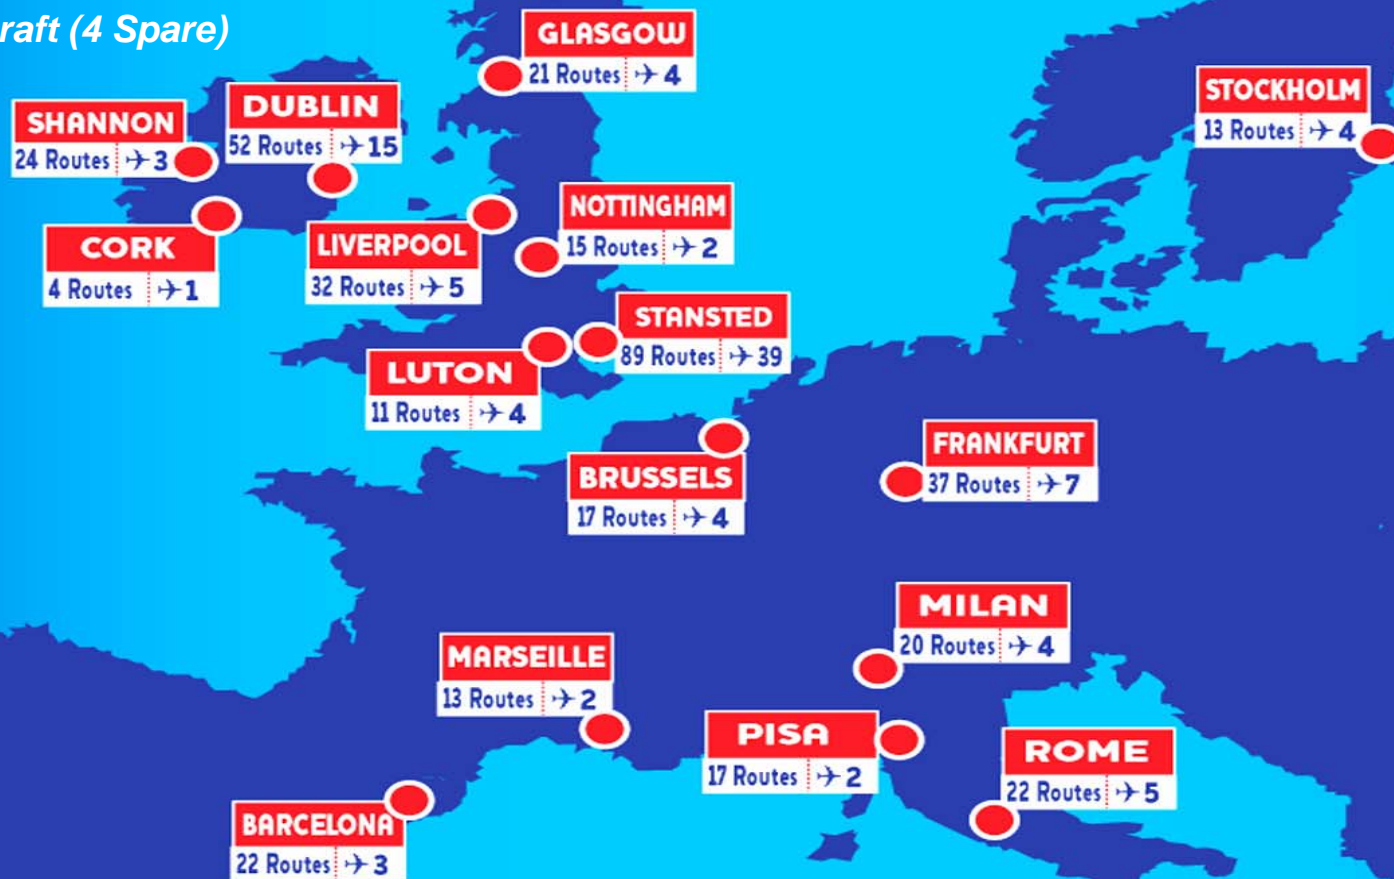 raft (4 Spare)
GLASGOW
21 Routes 4
STOCKHOLM
13 Routes 4
DUBLIN
52 Routes 15
SHANNON
24 Routes 3
NOTTINGHAM
15 Routes 2
CORK
4 Routes 1
LIVERPOOL
32 Routes 5
STANSTED
89 Routes 39
LUTON
11 Routes 4
FRANKFURT
37 Routes 7
BRUSSELS
17 Routes 4
MILAN
20 Routes 4
MARSEILLE
13 Routes 2
PISA
17 Routes 2
ROME
22 Routes 5
BARCELONA
22 Routes 3